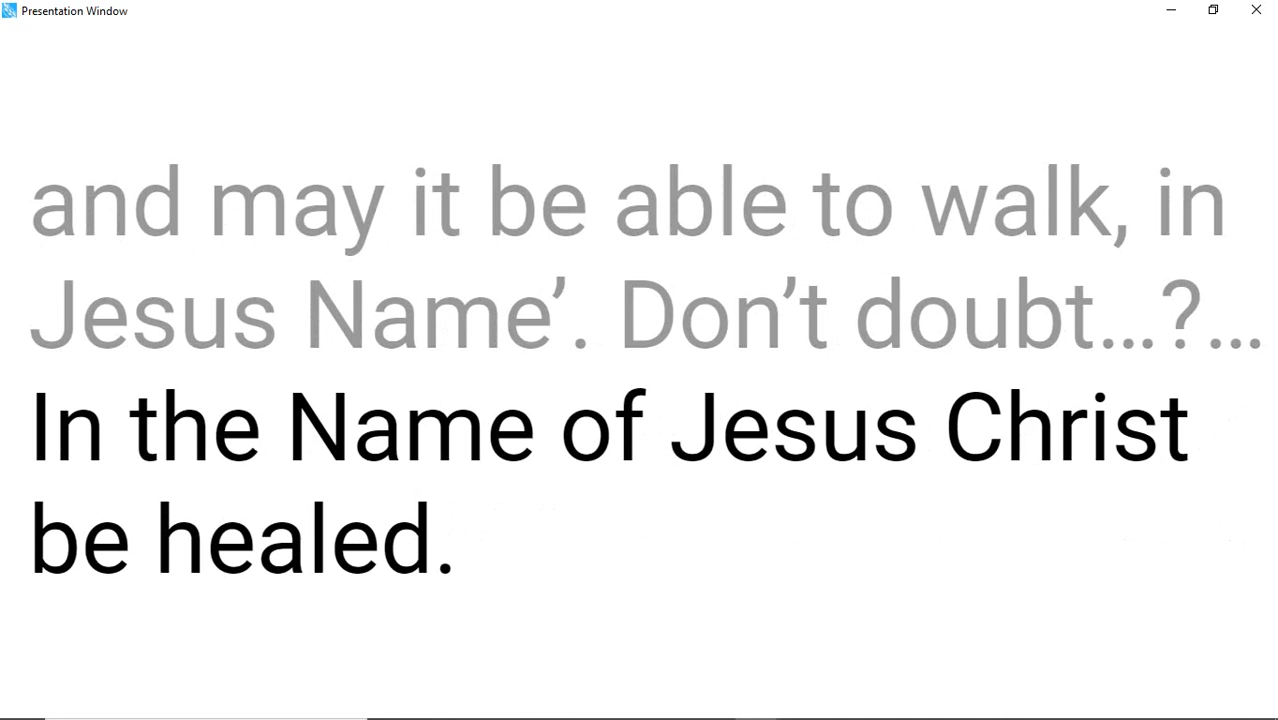 Presentation Window
and may it be able to walk, in
Jesus Name’. Don’t doubt...?...
In the Name of Jesus Christ
be healed.